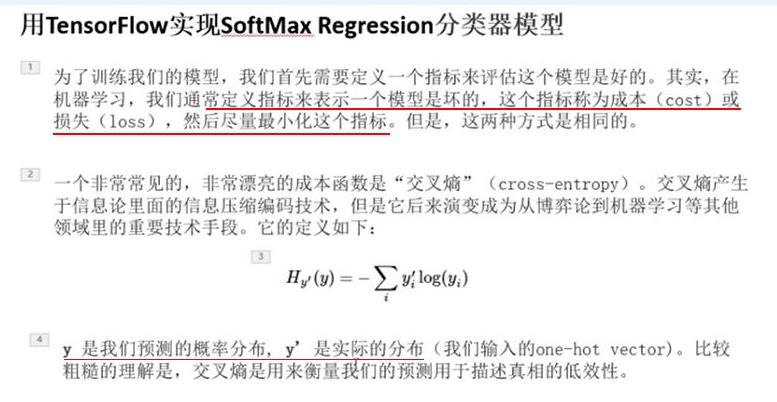 用TensorFlow实现SoftMax Regression分类器模型
1
为了训练我们的模型，我们首先需要定义一个指标来评估这个模型是好的。其实，在
机器学习，我们通常定义指标来表示一个模型是坏的，这个指标称为成本（cost）或
损失（loss），然后尽量最小化这个指标。但是，这两种方式是相同的。
2
一个非常常见的，非常漂亮的成本函数是“交叉熵”（cross-entropy）。交叉熵产生
于信息论里面的信息压缩编码技术，但是它后来演变成为从博弈论到机器学习等其他
领域里的重要技术手段。它的定义如下：
3
H_{y'}(y) = -\sum_i y'_i \log(y_i)
4
y 是我们预测的概率分布, y’ 是实际的分布（我们输入的one-hot vector)。比较
粗糙的理解是，交叉熵是用来衡量我们的预测用于描述真相的低效性。